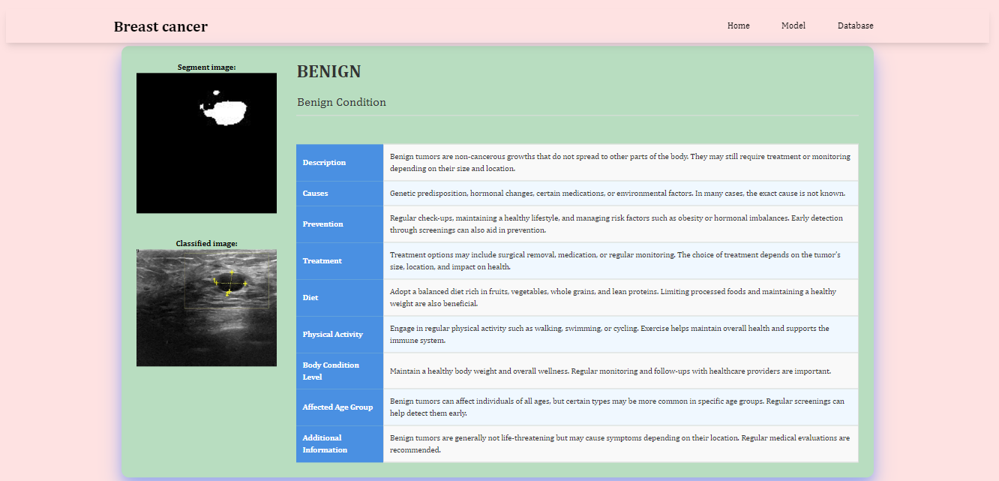 Breast cancer
Home Model Database
Segment image:
Classified image:
BENIGN
Benign Condition
Description
Benign tumors are non-cancerous growths that do not spread to other parts of the body. They may still require treatment or monitoring
depending on their size and location.
Causes
Genetic predisposition, hormonal changes, certain medications, or environmental factors. In many cases, the exact cause is not known.
Prevention
Regular check-ups, maintaining a healthy lifestyle, and managing risk factors such as obesity or hormonal imbalances. Early detection
through screenings can also aid in prevention.
Treatment
Treatment options may include surgical removal, medication, or regular monitoring. The choice of treatment depends on the tumor's
size, location, and impact on health.
Diet
Adopt a balanced diet rich in fruits, vegetables, whole grains, and lean proteins. Limiting processed foods and maintaining a healthy
weight are also beneficial.
Physical Activity
Engage in regular physical activity such as walking, swimming, or cycling. Exercise helps maintain overall health and supports the
immune system.
Body Condition
Level
Maintain a healthy body weight and overall wellness. Regular monitoring and follow-ups with healthcare providers are important.
Affected Age Group
Benign tumors can affect individuals of all ages, but certain types may be more common in specific age groups. Regular screenings can
help detect them early.
Additional
Information
Benign tumors are generally not life-threatening but may cause symptoms depending on their location. Regular medical evaluations are
recommended.